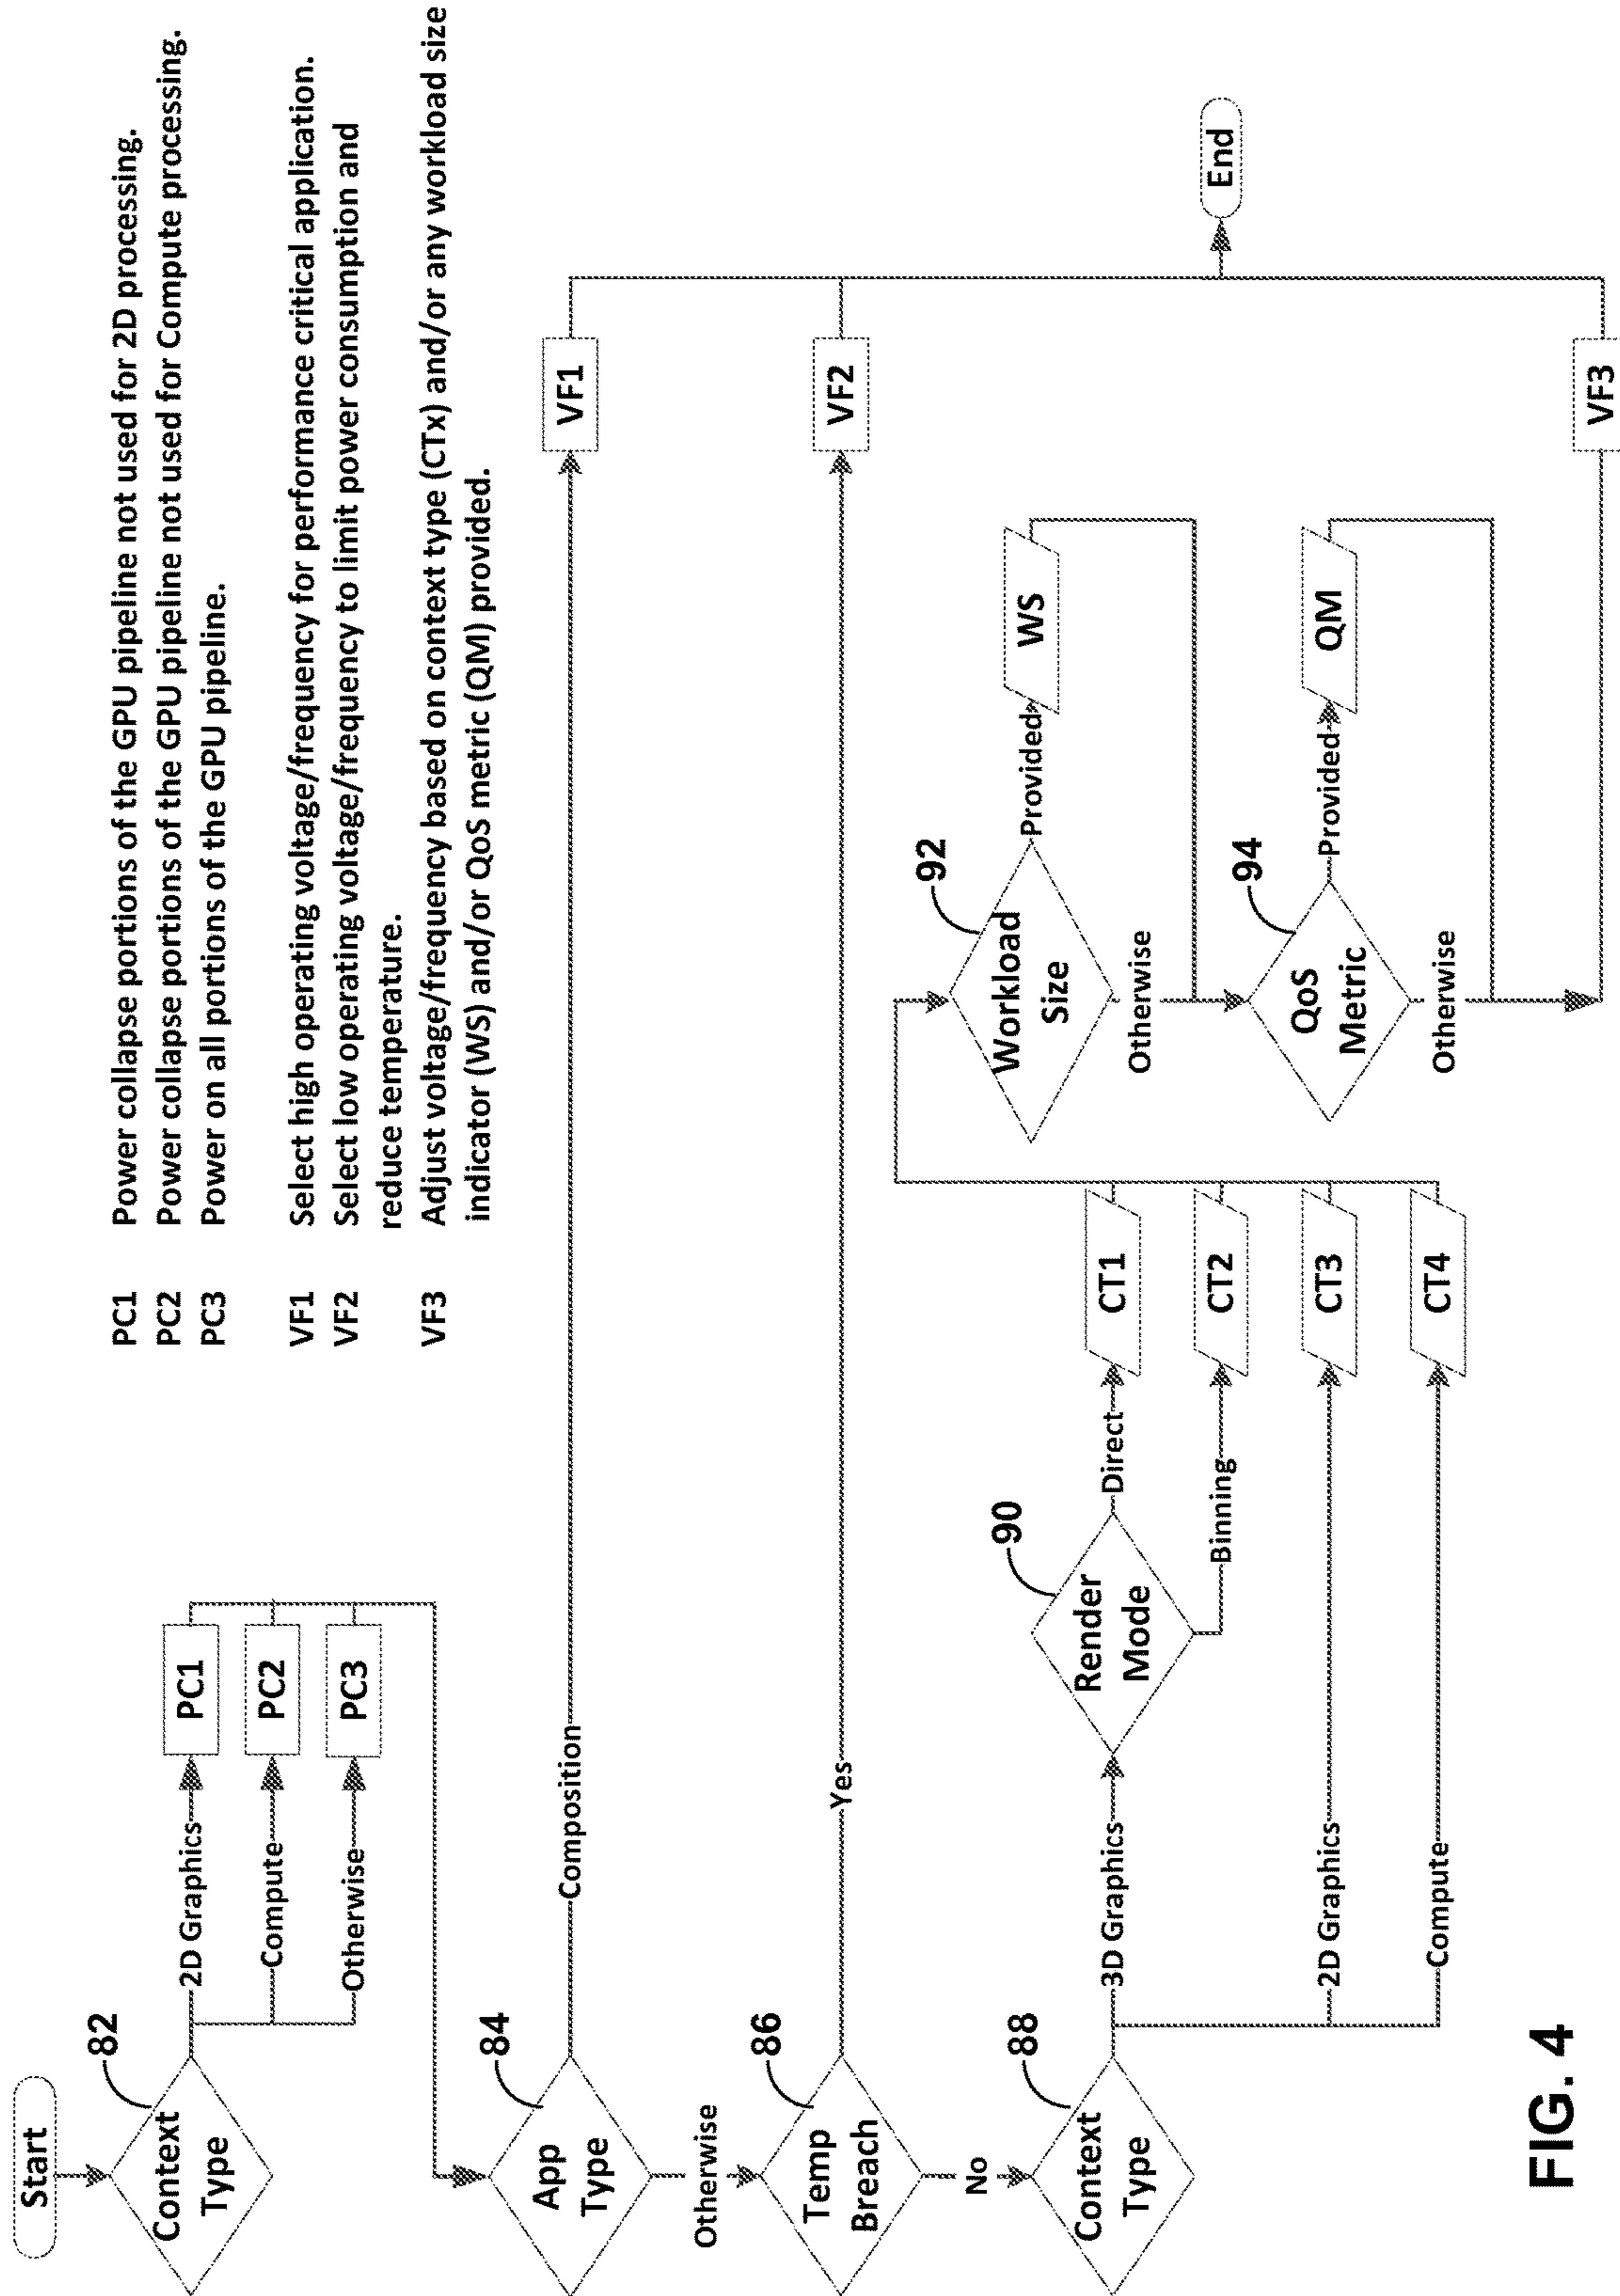 PC1 Power collapse portions of the GPU pipeline not used for 2D processing.
PC2 Power collapse portions of the GPU pipeline not used for Compute processing.
PC3 Power on all portions of the GPU pipeline.
VF1 Select high operating voltage/frequency for performance critical application.
VF2 Select low operating voltage/frequency to limit power consumption and
reduce temperature.
VF3 Adjust voltage/frequency based on context type (CTx) and/or any workload size
indicator (WS) and/or QoS metric (QM) provided.
Start
82
Context
Type
2D Graphics
PC1
Compute
PC2
Otherwise
PC3
84
App
Type
Composition
VF1
Otherwise
86
Temp
Breach
Yes
VF2
No
88
Context
Type
3D Graphics
90
Render
Mode
Direct
CT1
Binning
CT2
2D Graphics
CT3
Compute
CT4
92
Workload
Size
Provided
WS
Otherwise
94
QoS
Metric
Provided
QM
Otherwise
VF3
End
FIG. 4